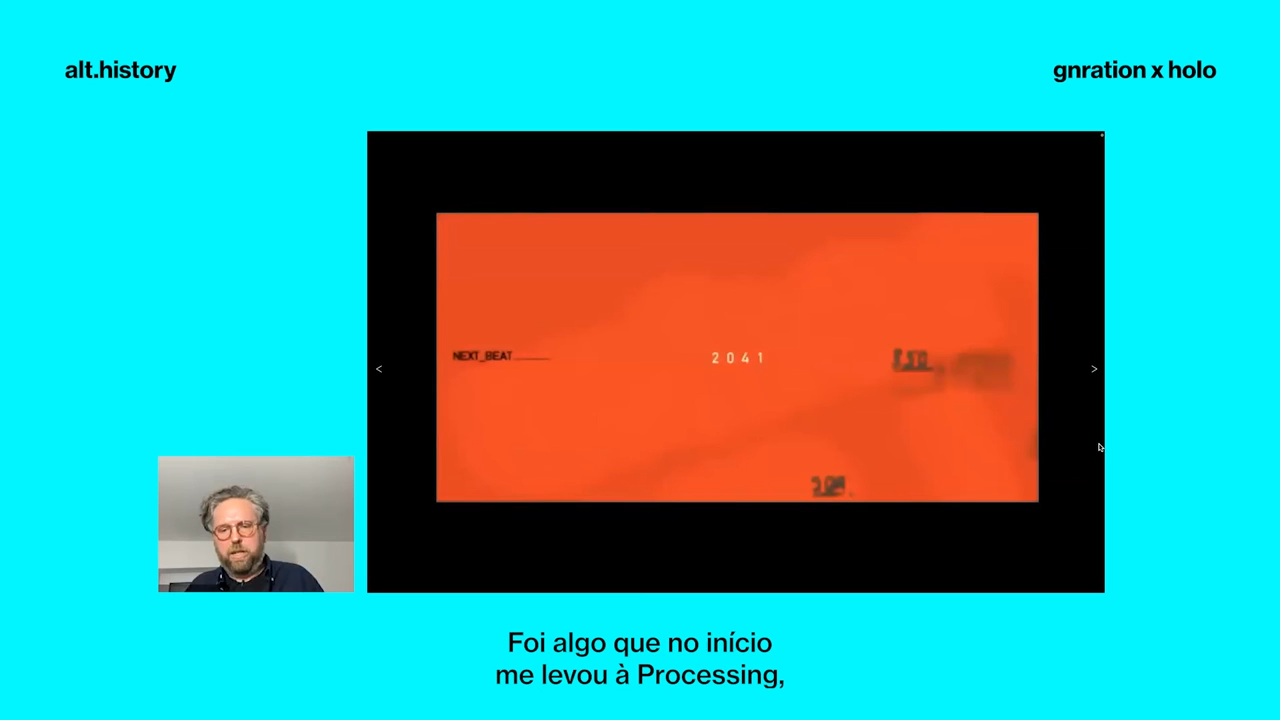 alt.history
gnration x holo
NEXT_BEAT
2041
Foi algo que no início
me levou à Processing,